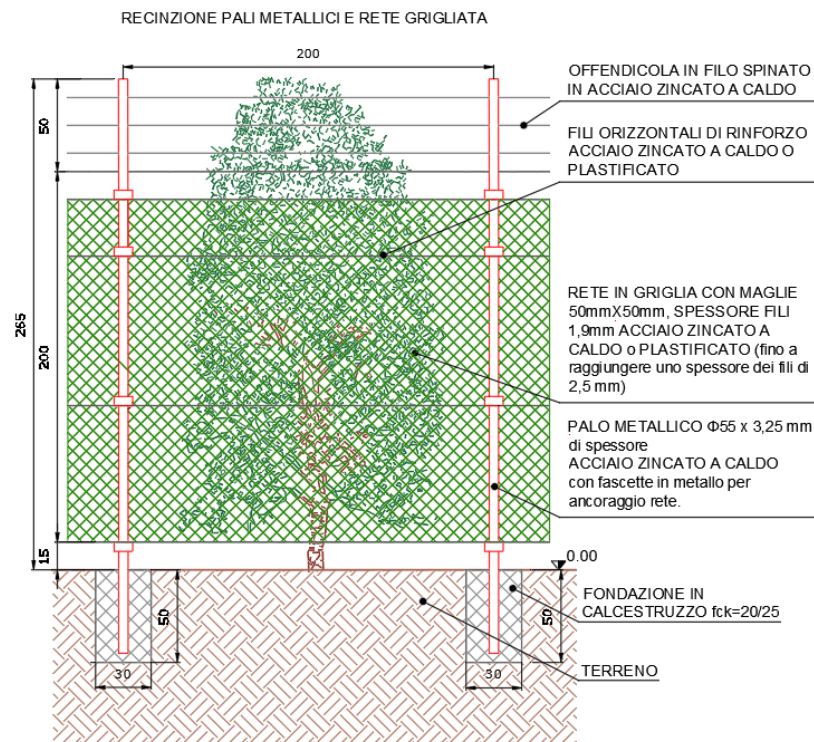 RECINZIONE PALI METALLICI E RETE GRIGLIATA
200
OFFENDICOLA IN FILO SPINATO
IN ACCIAIO ZINCATO A CALDO
50
FILI ORIZZONTALI DI RINFORZO
ACCIAIO ZINCATO A CALDO O
PLASTIFICATO
265
200
RETE IN GRIGLIA CON MAGLIE
50mmX50mm, SPESSORE FILI
1,9mm ACCIAIO ZINCATO A
CALDO o PLASTIFICATO (fino a
raggiungere uno spessore dei fili di
2,5 mm)
PALO METALLICO Φ55 x 3,25 mm
di spessore
ACCIAIO ZINCATO A CALDO
con fascette in metallo per
ancoraggio rete.
15
0.00
50
50
FONDAZIONE IN
CALCESTRUZZO fck=20/25
30
30
TERRENO